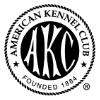 AMERICAN KENNEL CLUB
AKC
FOUNDED 1884
®